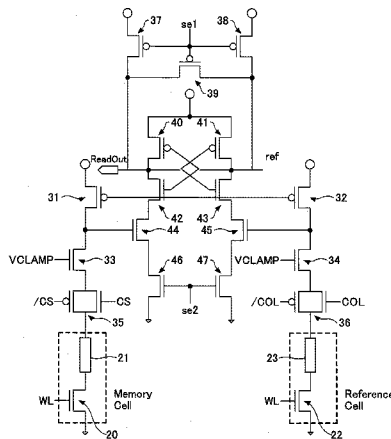 37
se1
38
39
40
41
ReadOut
ref
31
32
42
43
44
45
VCLAMP
33
VCLAMP
34
46
47
/CS
CS
se2
/COL
COL
35
36
21
23
WL
Memory
Cell
WL
Reference
Cell
20
22